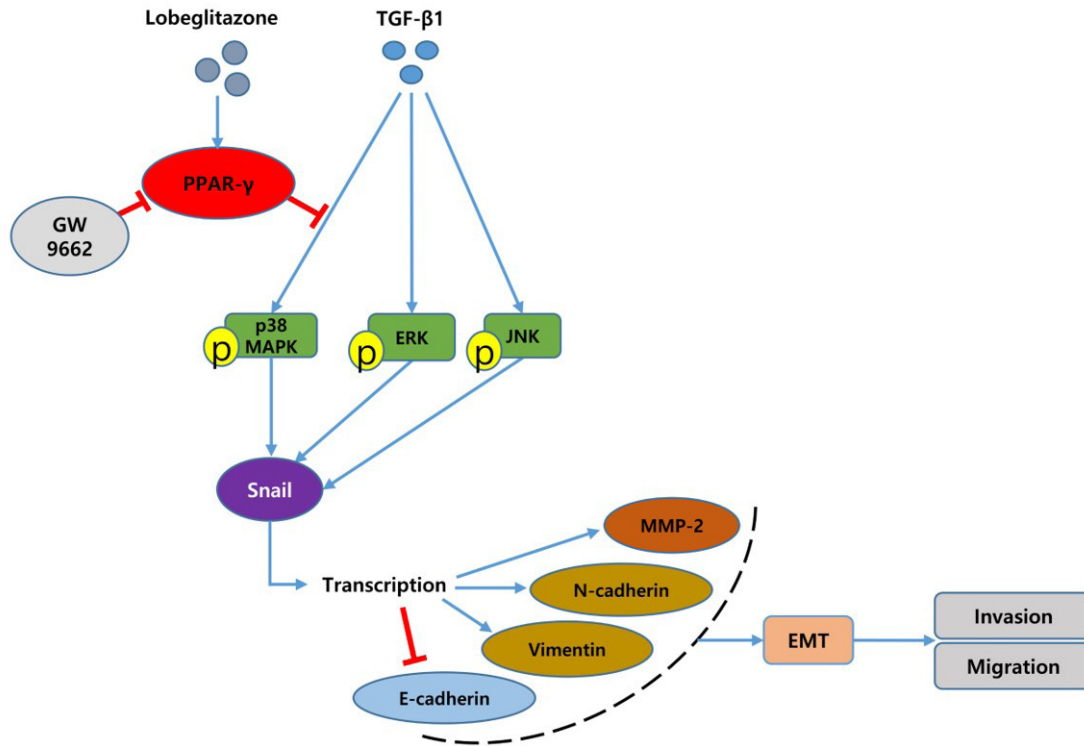 Lobeglitazone
TGF-β1
PPAR-γ
GW
9662
p38
MAPK
p
ERK
p
JNK
p
Snail
MMP-2
Transcription
N-cadherin
Vimentin
E-cadherin
EMT
Invasion
Migration